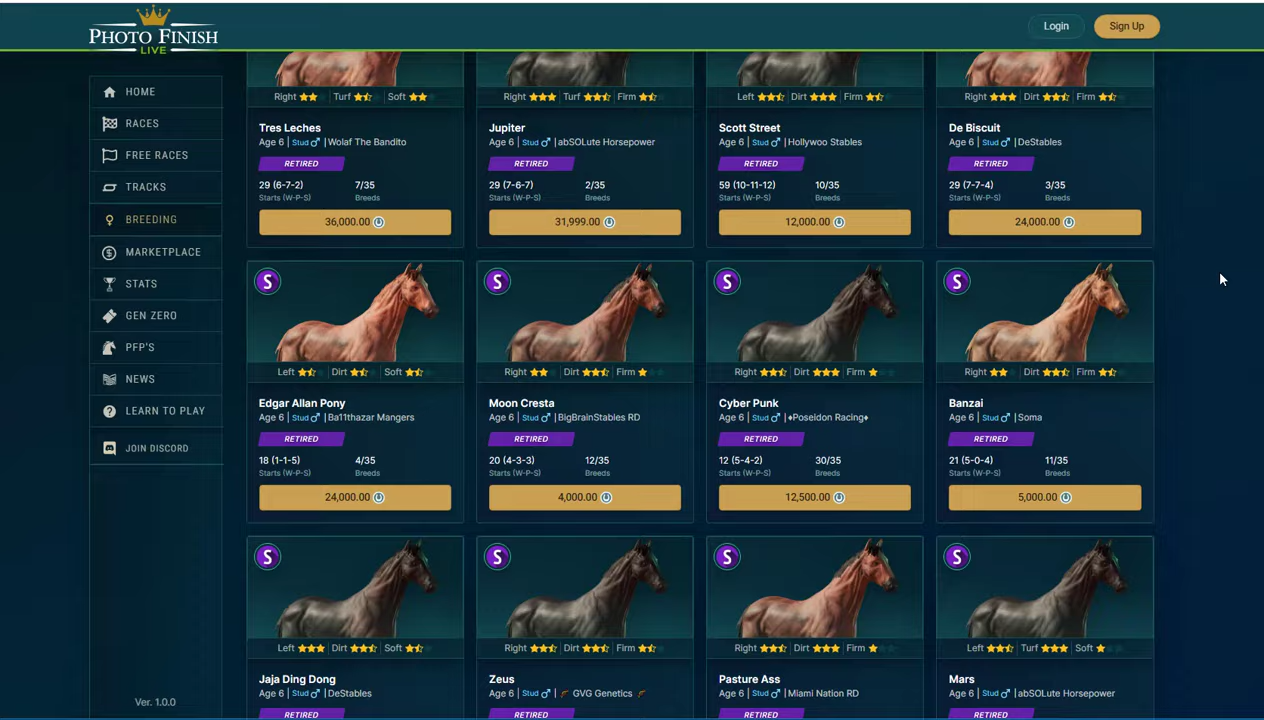 PHOTO FINISH
LIVE
Login
Sign Up
HOME
RACES
FREE RACES
TRACKS
BREEDING
MARKETPLACE
STATS
GEN ZERO
PFP'S
NEWS
LEARN TO PLAY
JOIN DISCORD
Ver. 1.0.0
Right | Turf | Soft
Tres Leches
Age 6 | Stud | Wolaf The Bandito
RETIRED
29 (6-7-2) 7/35
Starts (W-P-S) Breeds
36,000.00
Right | Turf | Firm
Jupiter
Age 6 | Stud | abSOLute Horsepower
RETIRED
29 (7-6-7) 2/35
Starts (W-P-S) Breeds
31,999.00
Left | Dirt | Firm
Scott Street
Age 6 | Stud | Hollywoo Stables
RETIRED
59 (10-11-12) 10/35
Starts (W-P-S) Breeds
12,000.00
Right | Dirt | Firm
De Biscuit
Age 6 | Stud | DeStables
RETIRED
29 (7-7-4) 3/35
Starts (W-P-S) Breeds
24,000.00
S
Left | Dirt | Soft
Edgar Allan Pony
Age 6 | Stud | Ba11thazar Mangers
RETIRED
18 (1-1-5) 4/35
Starts (W-P-S) Breeds
24,000.00
S
Right | Dirt | Firm
Moon Cresta
Age 6 | Stud | BigBrainStables RD
RETIRED
20 (4-3-3) 12/35
Starts (W-P-S) Breeds
4,000.00
S
Right | Dirt | Firm
Cyber Punk
Age 6 | Stud | ♦Poseidon Racing♦
RETIRED
12 (5-4-2) 30/35
Starts (W-P-S) Breeds
12,500.00
S
Right | Dirt | Firm
Banzai
Age 6 | Stud | Soma
RETIRED
21 (5-0-4) 11/35
Starts (W-P-S) Breeds
5,000.00
S
Left | Dirt | Soft
Jaja Ding Dong
Age 6 | Stud | DeStables
RETIRED
S
Right | Dirt | Firm
Zeus
Age 6 | Stud | GVG Genetics
RETIRED
S
Right | Dirt | Firm
Pasture Ass
Age 6 | Stud | Miami Nation RD
RETIRED
S
Left | Turf | Soft
Mars
Age 6 | Stud | abSOLute Horsepower
RETIRED